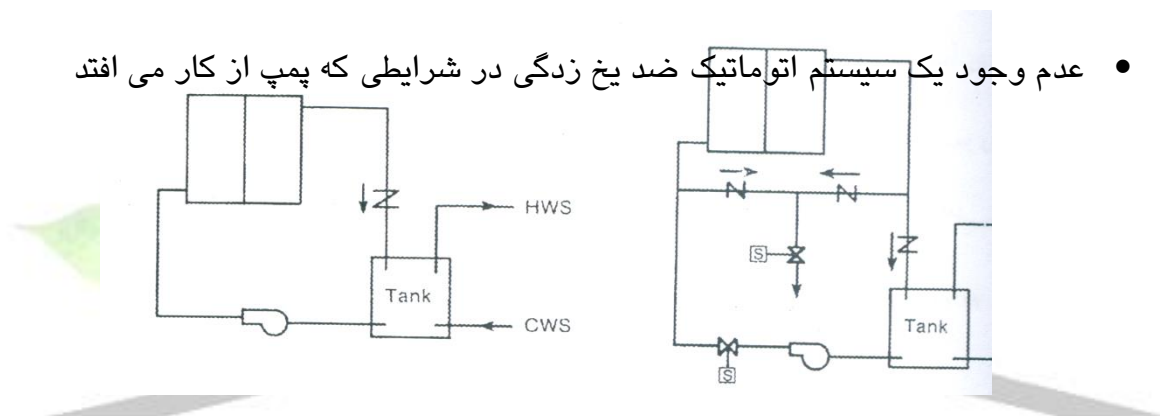 • عدم وجود یک سیستم اتوماتیک ضد یخ زدگی در شرایطی که پمپ از کار می افتد
HWS
Tank
CWS
S
Tank
S